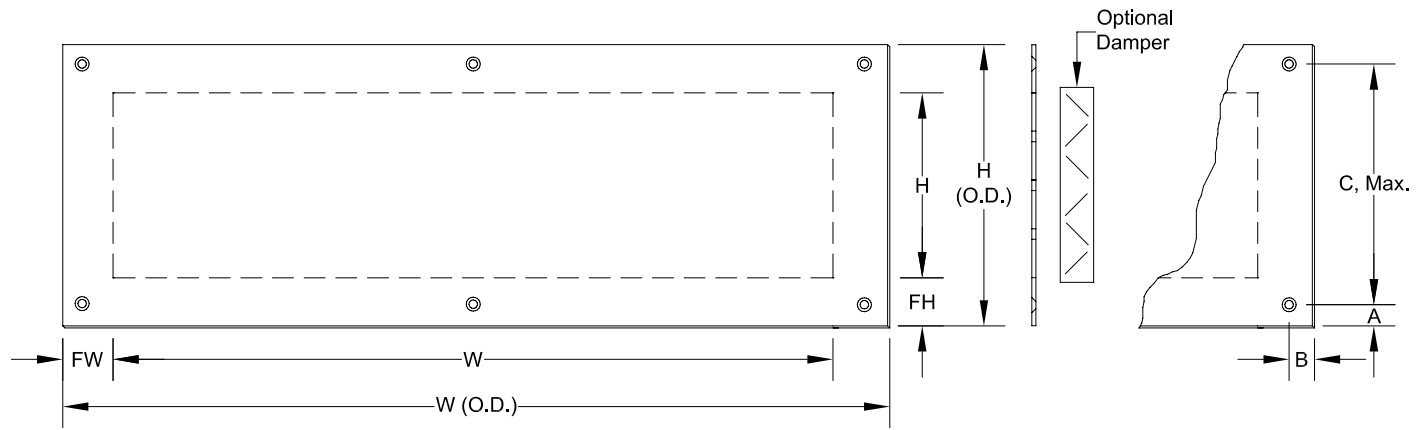 Optional
Damper
H
H
(O.D.)
C, Max.
FH
A
FW
W
B
W (O.D.)